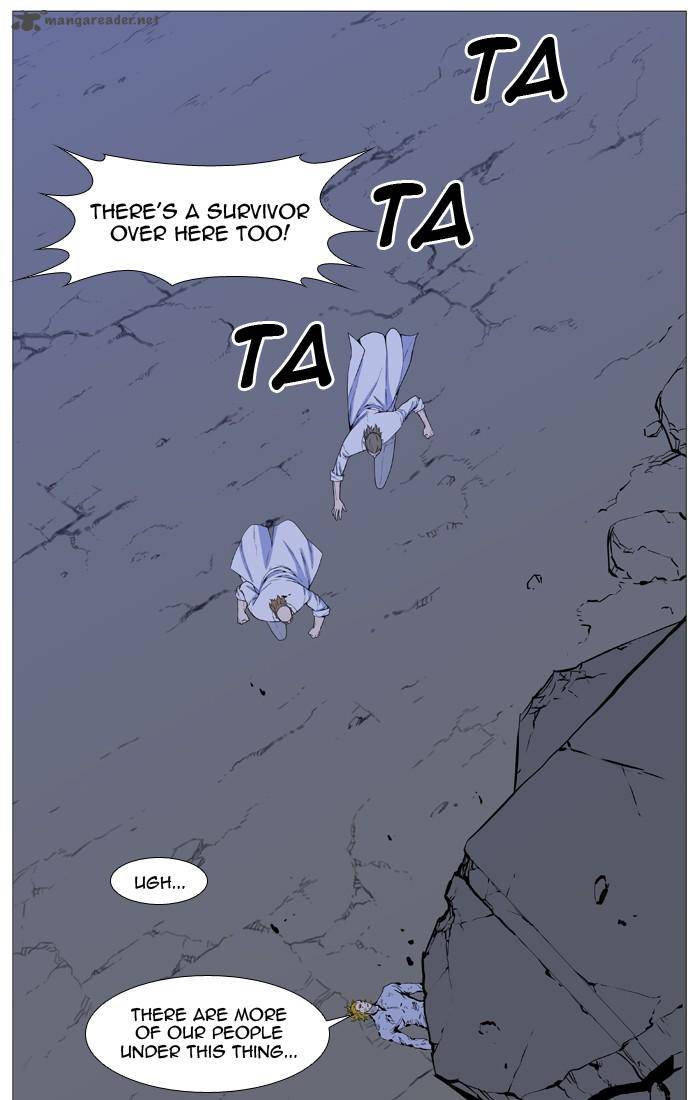 mangareader.net
TA
THERE'S A SURVIVOR
OVER HERE TOO!
TA
TA
UGH...
THERE ARE MORE
OF OUR PEOPLE
UNDER THIS THING...